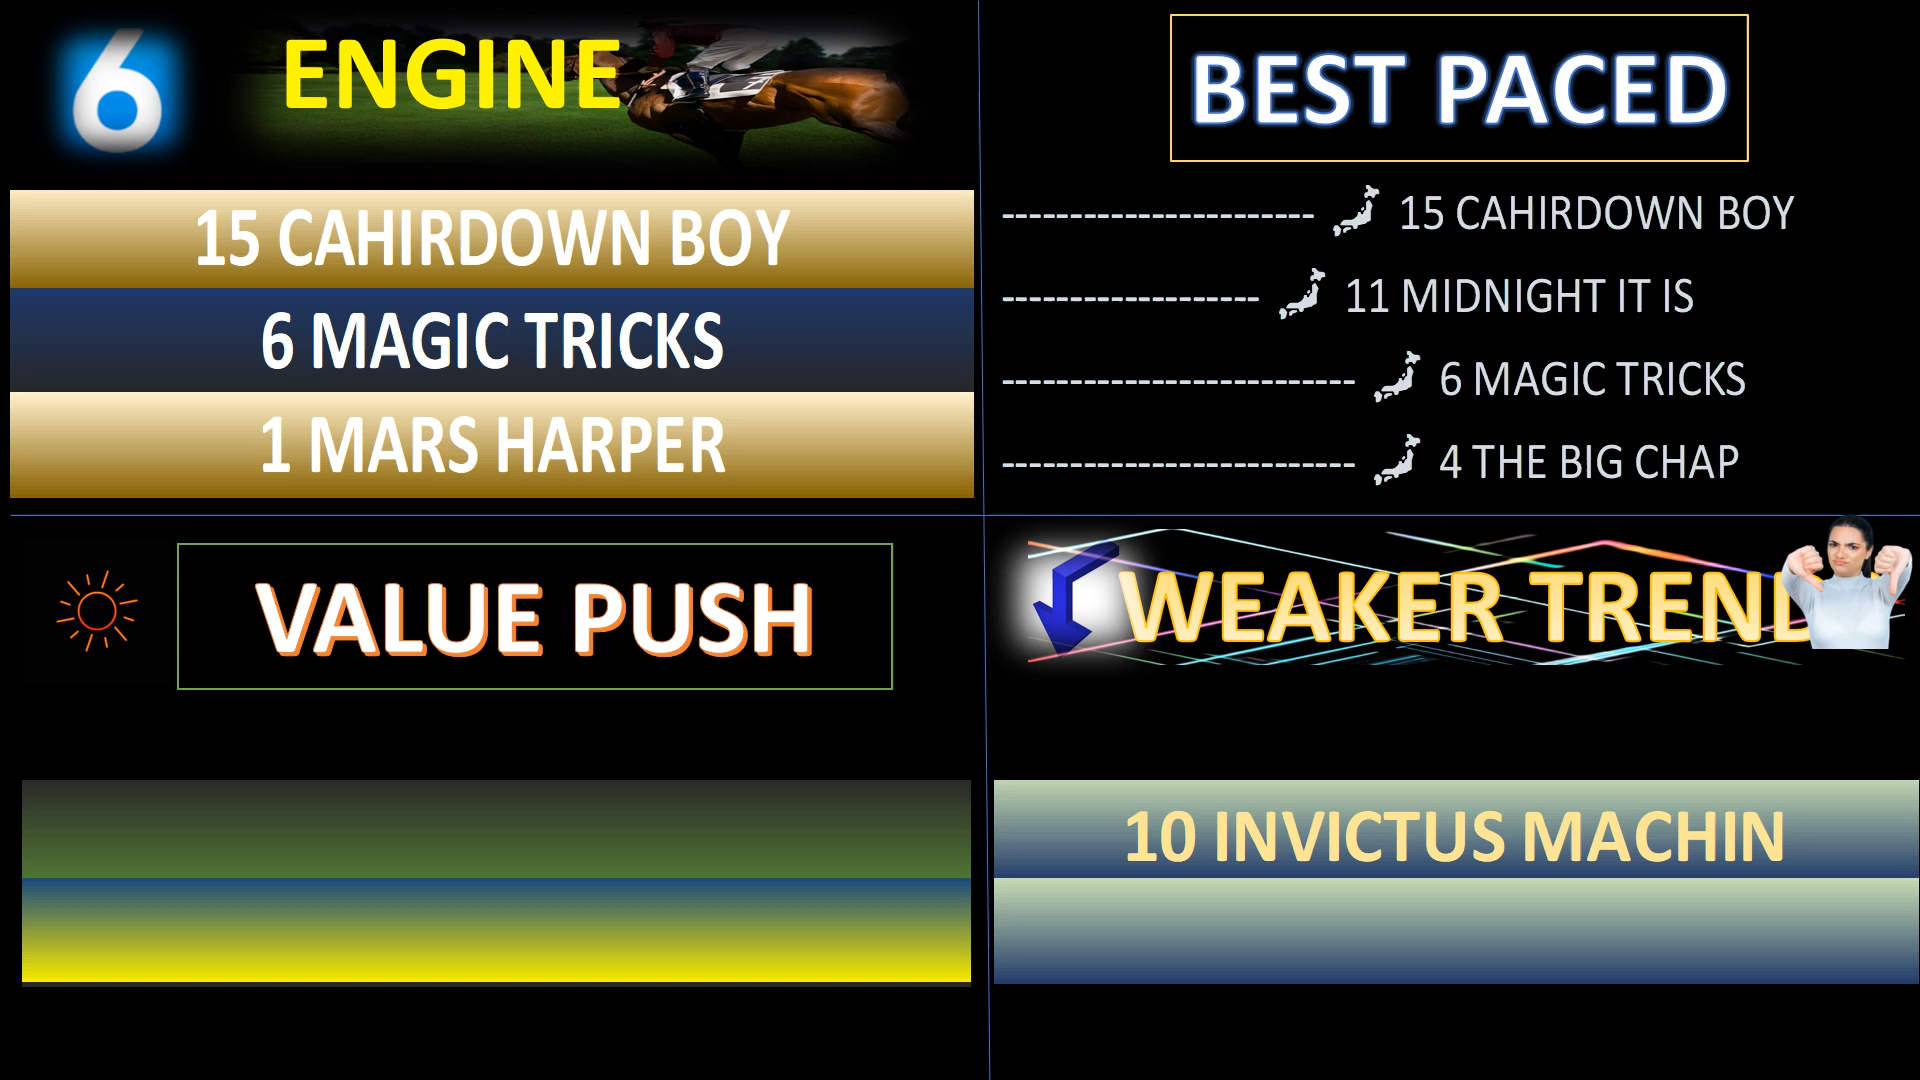 6 ENGINE
15 CAHIRDOWN BOY
6 MAGIC TRICKS
1 MARS HARPER
BEST PACED
---------------------- 15 CAHIRDOWN BOY
------------------ 11 MIDNIGHT IT IS
------------------------- 6 MAGIC TRICKS
------------------------- 4 THE BIG CHAP
VALUE PUSH
WEAKER TREND
10 INVICTUS MACHIN